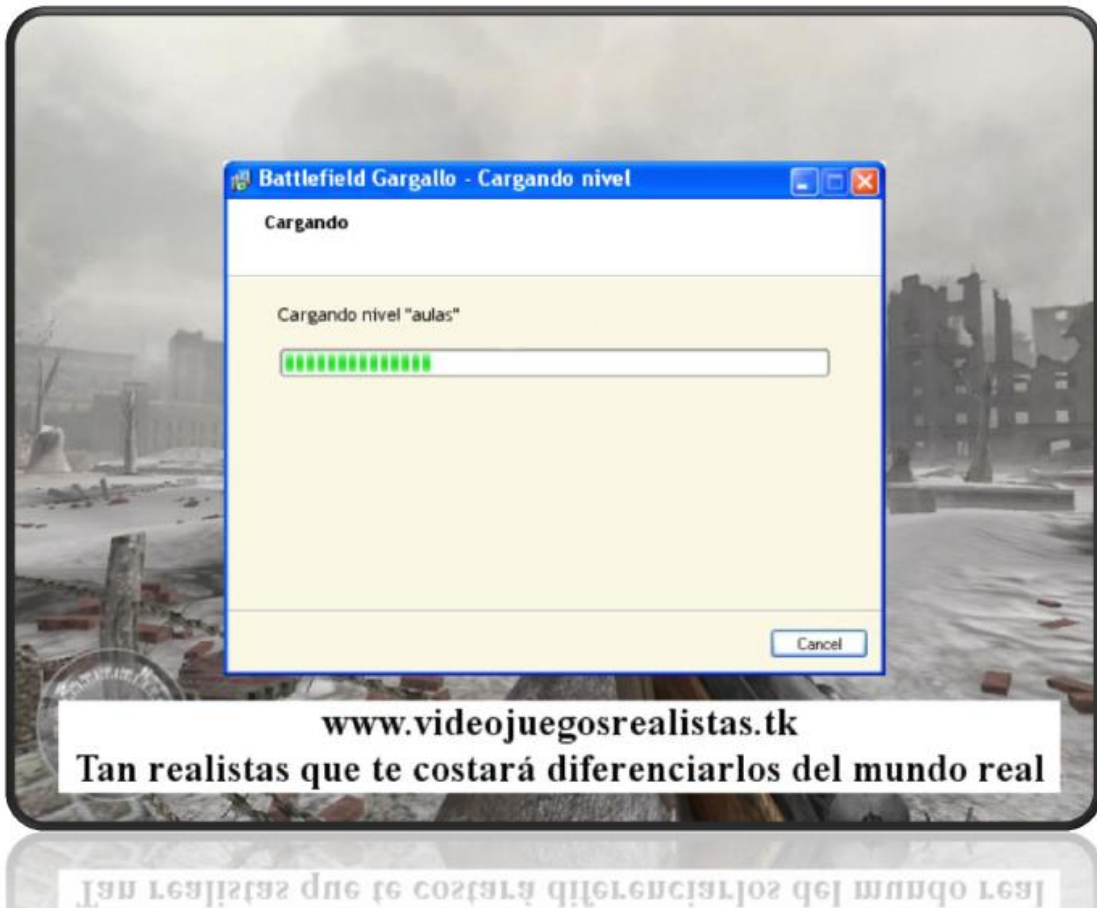 Battlefield Gargallo - Cargando nivel
Cargando
Cargando nivel "aulas"
Cancel
www.videojuegosrealistas.tk
Tan realistas que te costará diferenciarlos del mundo real
Tan realistas que te costará diferenciarlos del mundo real